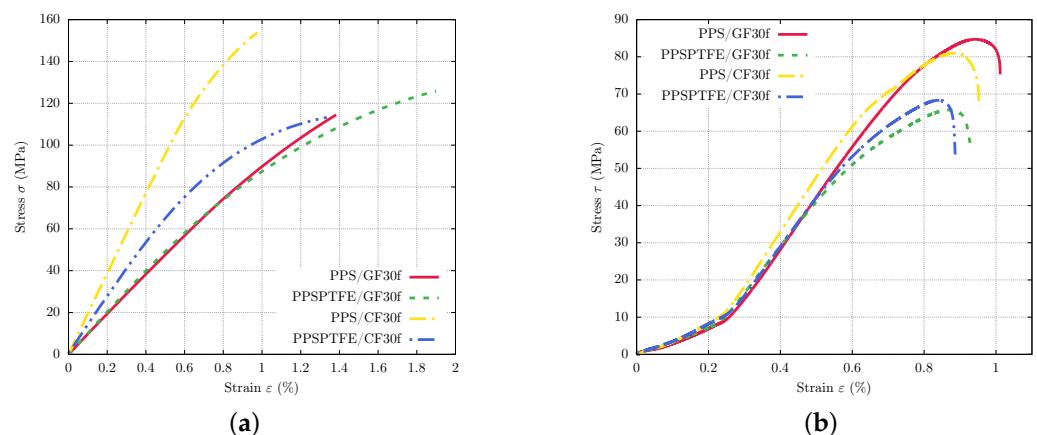 160
140
120
100
80
60
40
20
0
Stress σ (MPa)
0 0.2 0.4 0.6 0.8 1 1.2 1.4 1.6 1.8 2
Strain ε (%)
PPS/GF30f
PPSPTFE/GF30f
PPS/CF30f
PPSPTFE/CF30f
(a)
90
80
70
60
50
40
30
20
10
0
Stress τ (MPa)
0 0.2 0.4 0.6 0.8 1
Strain ε (%)
PPS/GF30f
PPSPTFE/GF30f
PPS/CF30f
PPSPTFE/CF30f
(b)